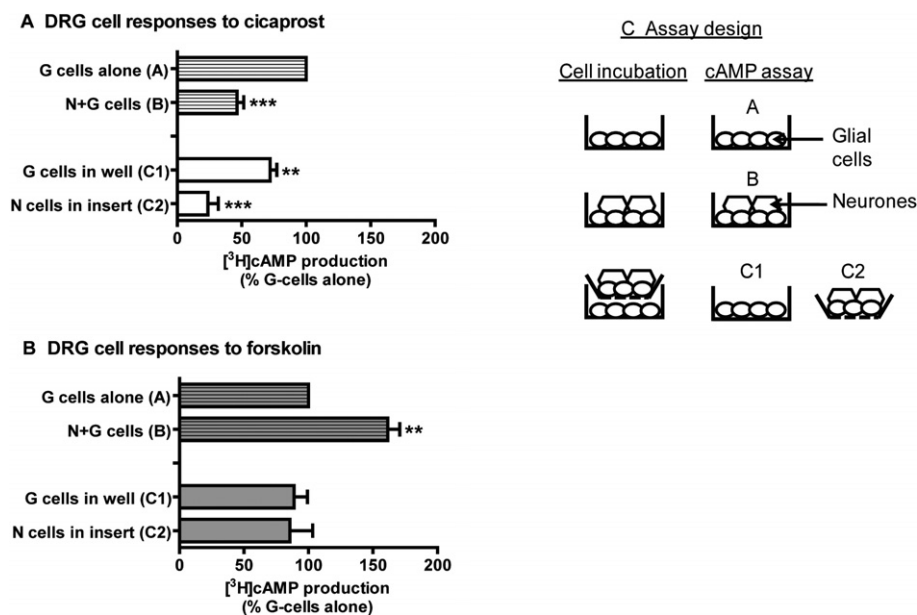 A DRG cell responses to cicaprost
G cells alone (A)
N+G cells (B)
***
G cells in well (C1)
**
N cells in insert (C2)
***
0 50 100 150 200
[³H]cAMP production
(% G-cells alone)
C Assay design
Cell incubation cAMP assay
A
Glial
cells
B
Neurones
C1 C2
B DRG cell responses to forskolin
G cells alone (A)
N+G cells (B)
**
G cells in well (C1)
N cells in insert (C2)
0 50 100 150 200
[³H]cAMP production
(% G-cells alone)